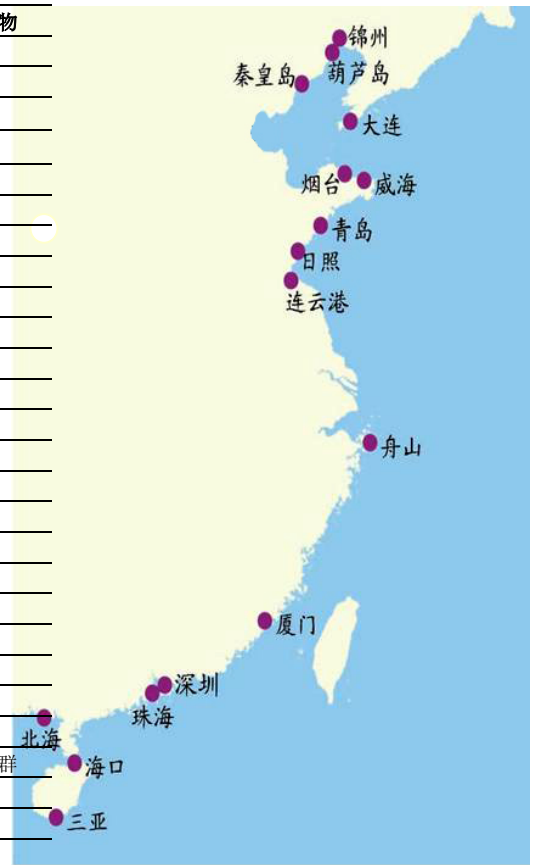 物
锦州
葫芦岛
秦皇岛
大连
烟台
威海
青岛
日照
连云港
舟山
厦门
深圳
珠海
北海
群
海口
三亚